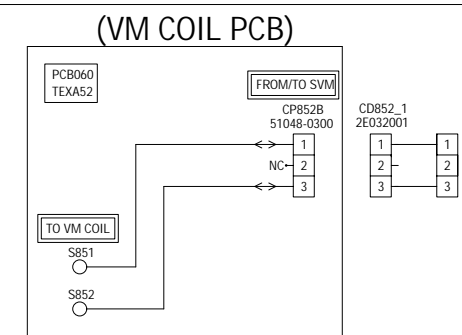 (VM COIL PCB)
PCB060
TEXA52
FROM/TO SVM
CP852B
51048-0300
CD852_1
2E032001
1 1 1
NC 2 2 2
3 3 3
TO VM COIL
S851
S852